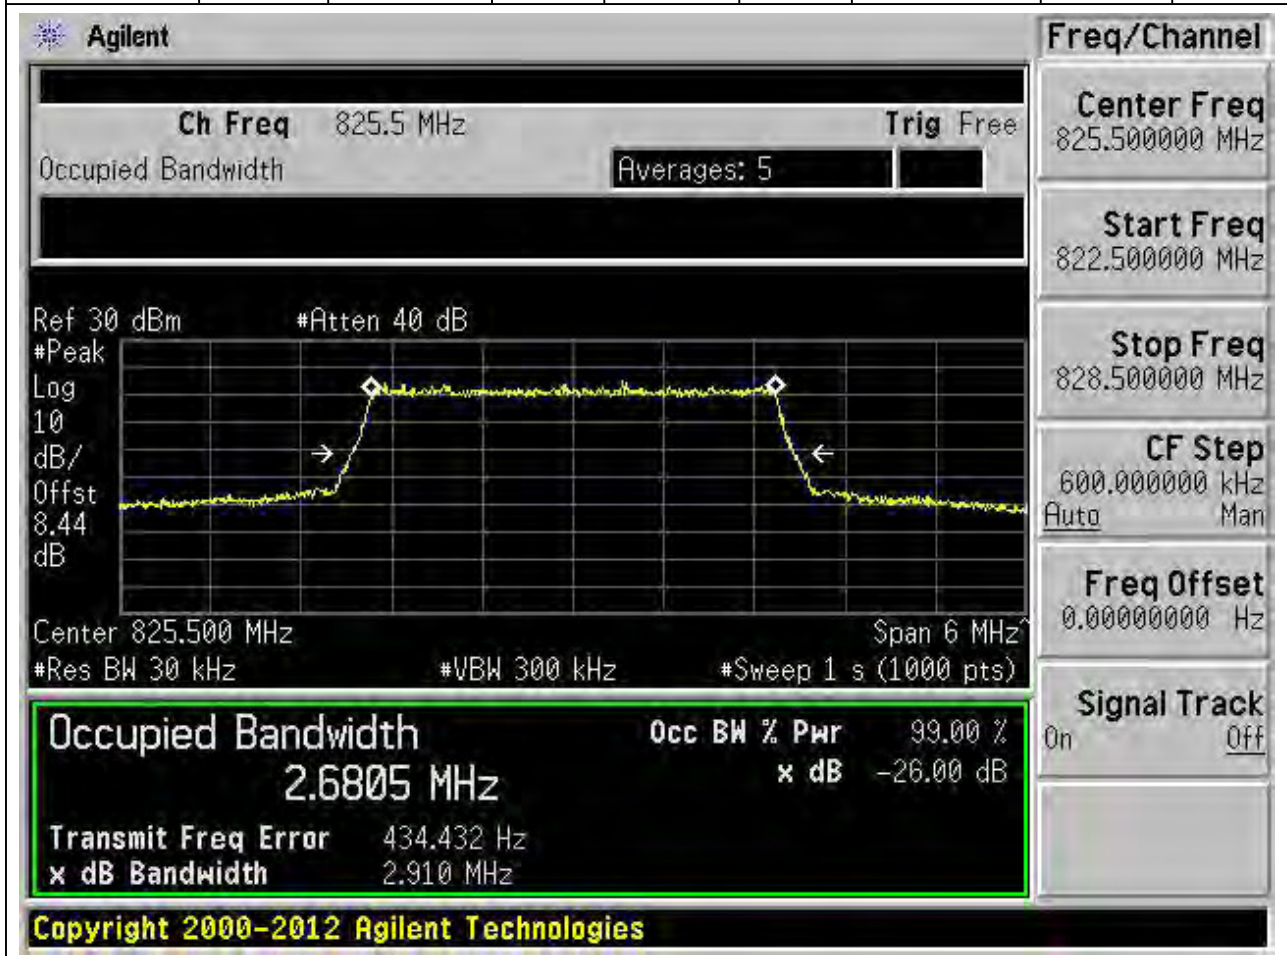 Agilent
Freq/Channel
Ch Freq 825.5 MHz Trig Free
Occupied Bandwidth Averages: 5
Center Freq
825.500000 MHz
Start Freq
822.500000 MHz
Stop Freq
828.500000 MHz
CF Step
600.000000 kHz
Auto Man
Freq Offset
0.00000000 Hz
Signal Track
On Off
Ref 30 dBm #Atten 40 dB
#Peak
Log
10
dB/
Offst
8.44
dB
Center 825.500 MHz Span 6 MHz^
#Res BW 30 kHz #VBW 300 kHz #Sweep 1 s (1000 pts)
Occupied Bandwidth Occ BW % Pwr 99.00 %
2.6805 MHz x dB -26.00 dB
Transmit Freq Error 434.432 Hz
x dB Bandwidth 2.910 MHz
Copyright 2000-2012 Agilent Technologies